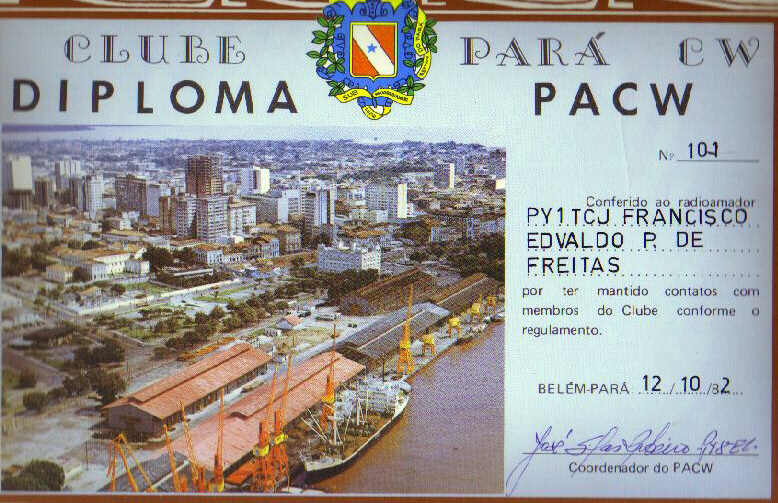 CLUBE PARÁ CW
DIPLOMA PACW
Nº 101
Conferido ao radioamador
PY1TCJ FRANCISCO
EDVALDO P. DE
FREITAS
por ter mantido contatos com
membros do Clube conforme o
regulamento.
BELÉM-PARÁ 12/10/82
José
Coordenador do PACW